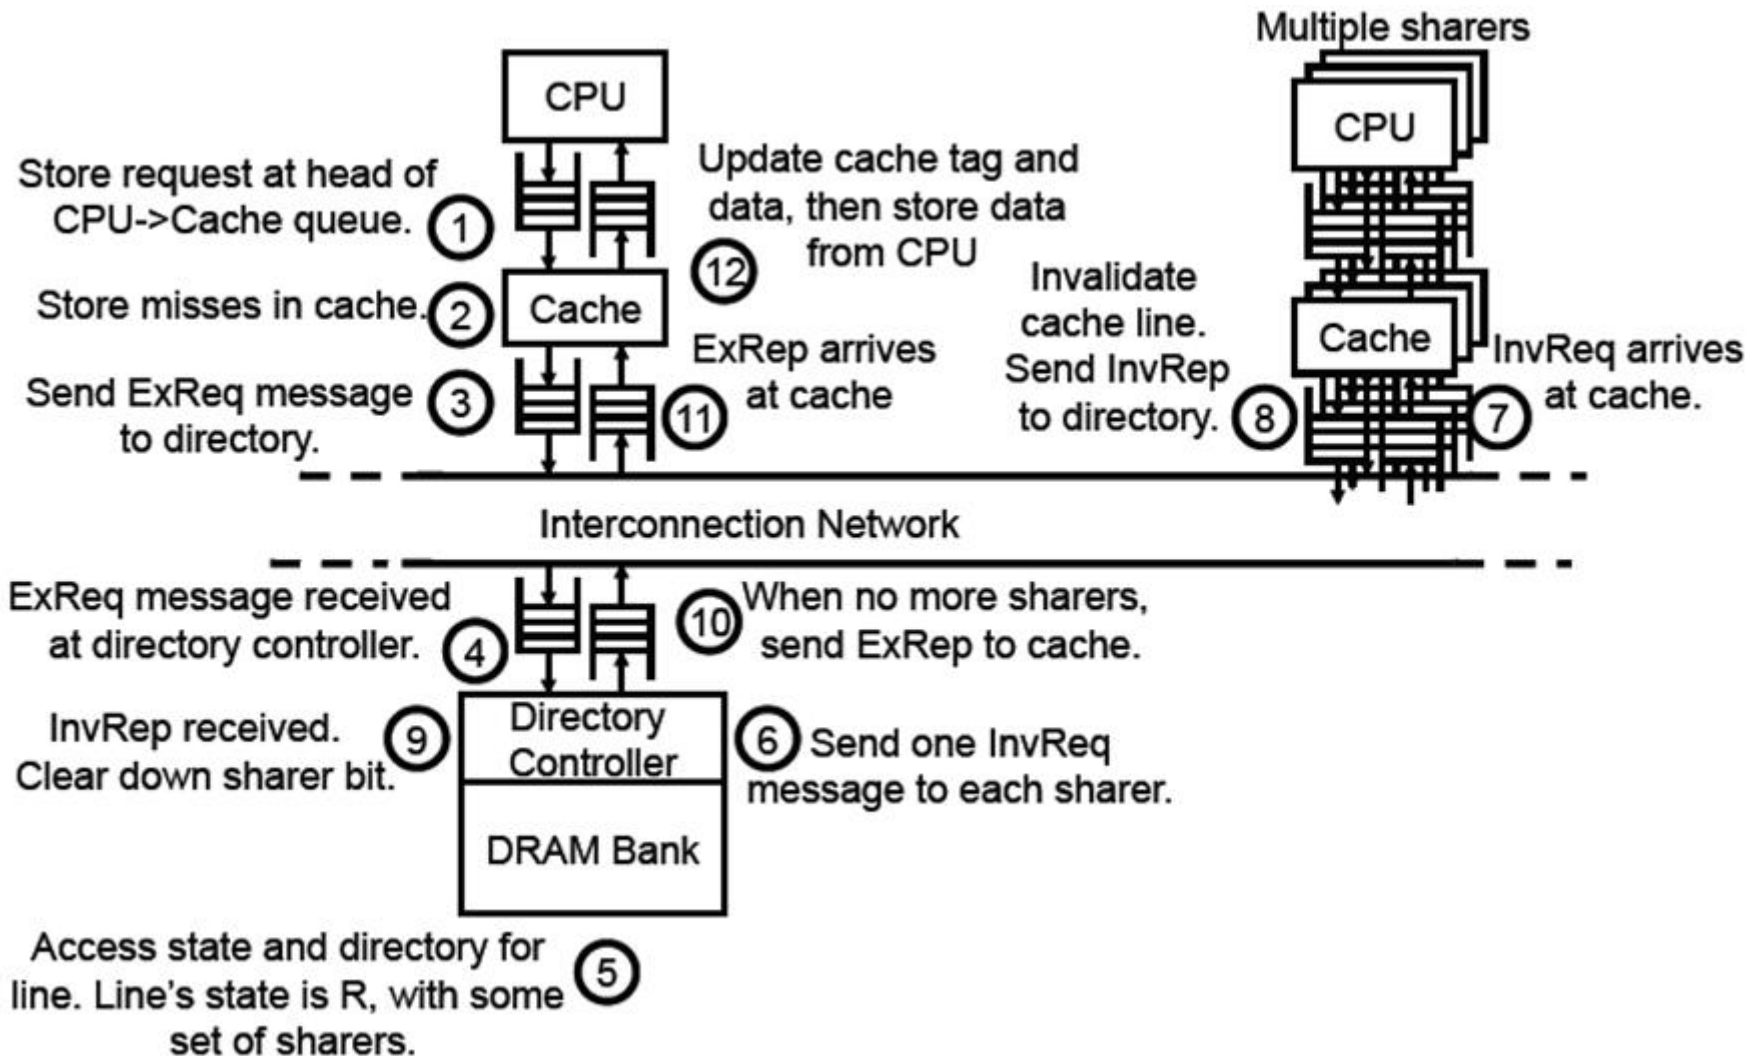 Multiple sharers
CPU
CPU
Store request at head of
CPU->Cache queue.
1
Update cache tag and
data, then store data
from CPU
12
Store misses in cache.
2
Cache
Invalidate
cache line.
Send InvRep
to directory.
8
Cache
InvReq arrives
at cache.
7
Send ExReq message
to directory.
3
ExRep arrives
at cache
11
Interconnection Network
ExReq message received
at directory controller.
4
When no more sharers,
send ExRep to cache.
10
InvRep received.
Clear down sharer bit.
9
Directory
Controller
6
Send one InvReq
message to each sharer.
DRAM Bank
Access state and directory for
line. Line's state is R, with some
set of sharers.
5